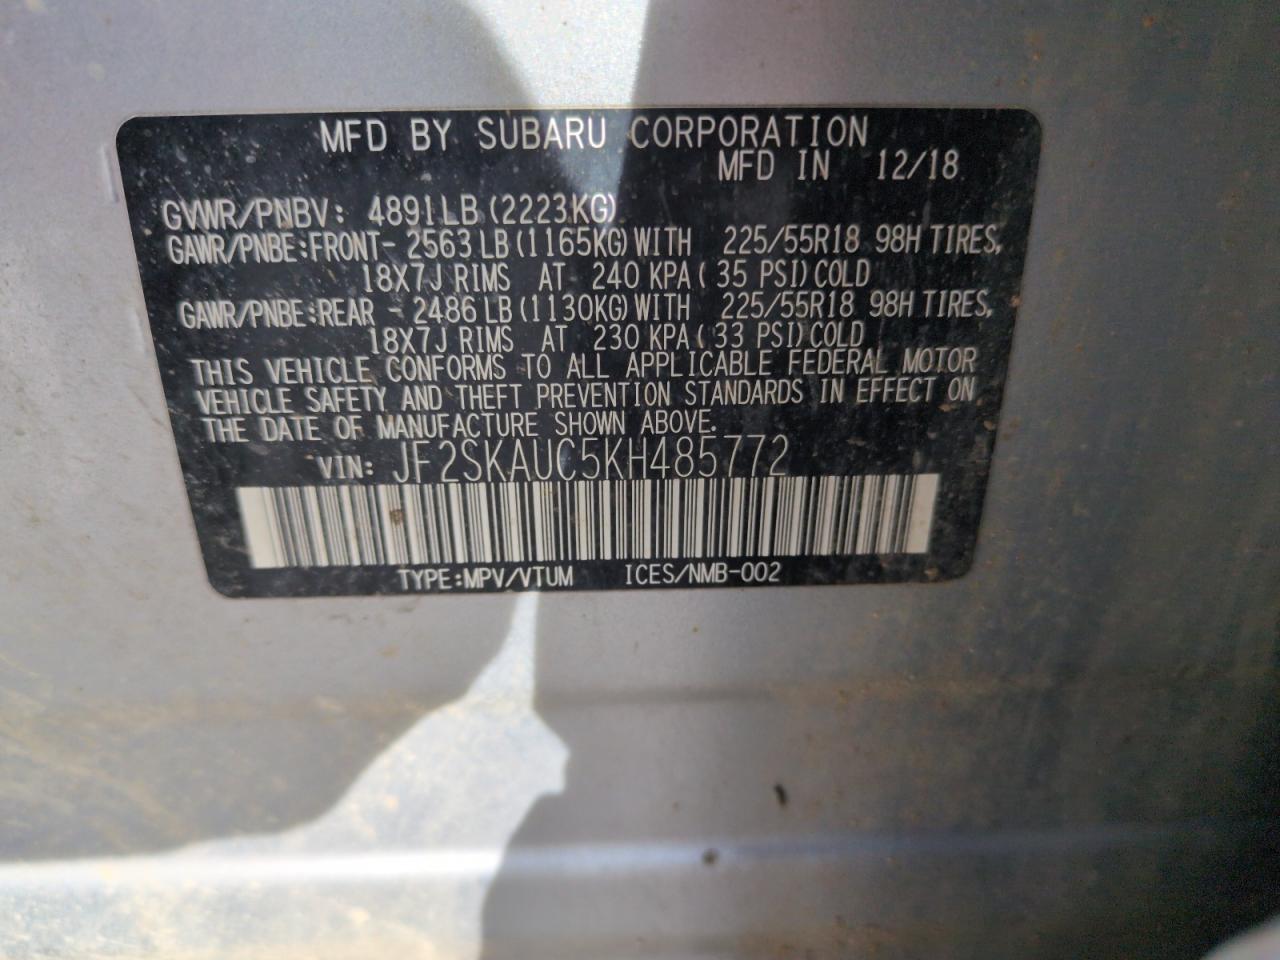 MFD BY SUBARU CORPORATION
MFD IN 12/18
GVWR/PNBV: 4891LB (2223KG)
GAWR/PNBE:FRONT- 2563 LB (1165KG) WITH 225/55R18 98H TIRES,
18X7J RIMS AT 240 KPA ( 35 PSI) COLD
GAWR/PNBE:REAR - 2486 LB (1130KG) WITH 225/55R18 98H TIRES,
18X7J RIMS AT 230 KPA ( 33 PSI) COLD
THIS VEHICLE CONFORMS TO ALL APPLICABLE FEDERAL MOTOR
VEHICLE SAFETY AND THEFT PREVENTION STANDARDS IN EFFECT ON
THE DATE OF MANUFACTURE SHOWN ABOVE.
VIN: JF2SKAUC5KH485772
TYPE:MPV/VTUM ICES/NMB-002